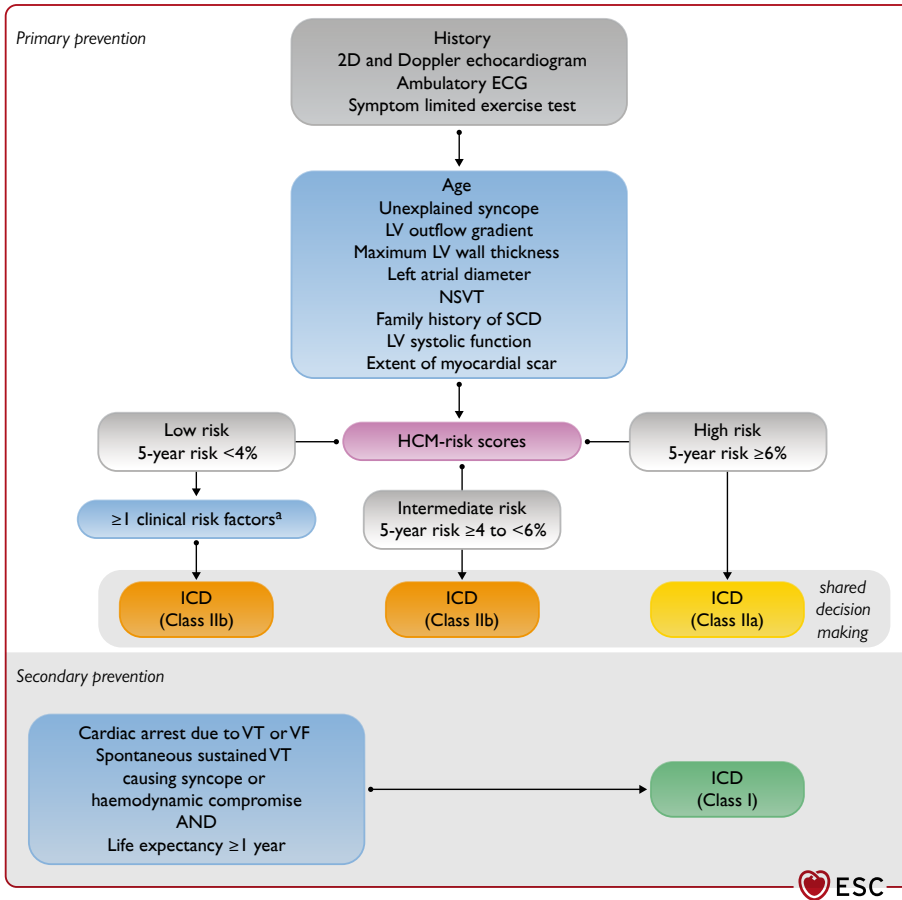 Primary prevention
History
2D and Doppler echocardiogram
Ambulatory ECG
Symptom limited exercise test
Age
Unexplained syncope
LV outflow gradient
Maximum LV wall thickness
Left atrial diameter
NSVT
Family history of SCD
LV systolic function
Extent of myocardial scar
Low risk
5-year risk <4%
HCM-risk scores
High risk
5-year risk ≥6%
≥1 clinical risk factorsᵃ
Intermediate risk
5-year risk ≥4 to <6%
ICD
(Class IIb)
ICD
(Class IIb)
ICD
(Class IIa)
shared
decision
making
Secondary prevention
Cardiac arrest due to VT or VF
Spontaneous sustained VT
causing syncope or
haemodynamic compromise
AND
Life expectancy ≥1 year
ICD
(Class I)
ESC